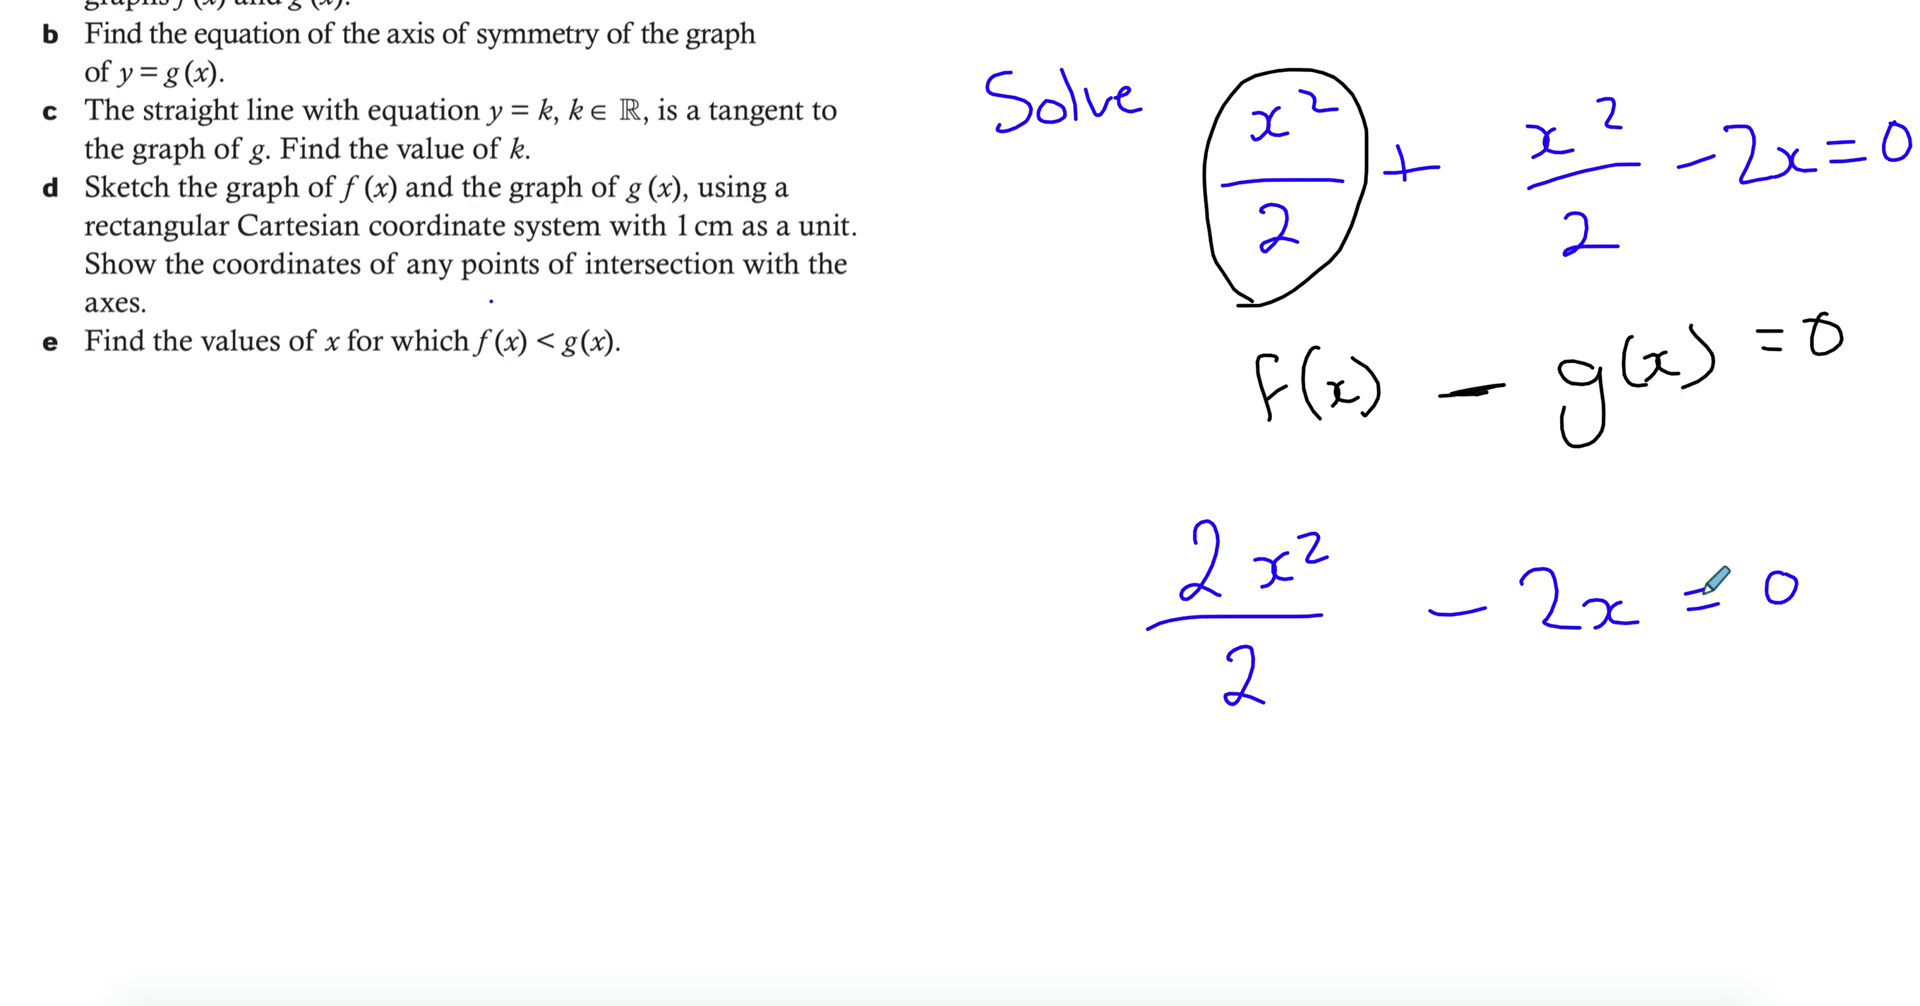 graphs f (x) and g (x).
b Find the equation of the axis of symmetry of the graph
of y = g (x).
c The straight line with equation y = k, k ∈ ℝ, is a tangent to
the graph of g. Find the value of k.
d Sketch the graph of f (x) and the graph of g (x), using a
rectangular Cartesian coordinate system with 1 cm as a unit.
Show the coordinates of any points of intersection with the
axes.
e Find the values of x for which f (x) < g(x).
Solve x²/2 + x²/2 - 2x = 0
f(x) - g(x) = 0
2x²/2 - 2x = 0